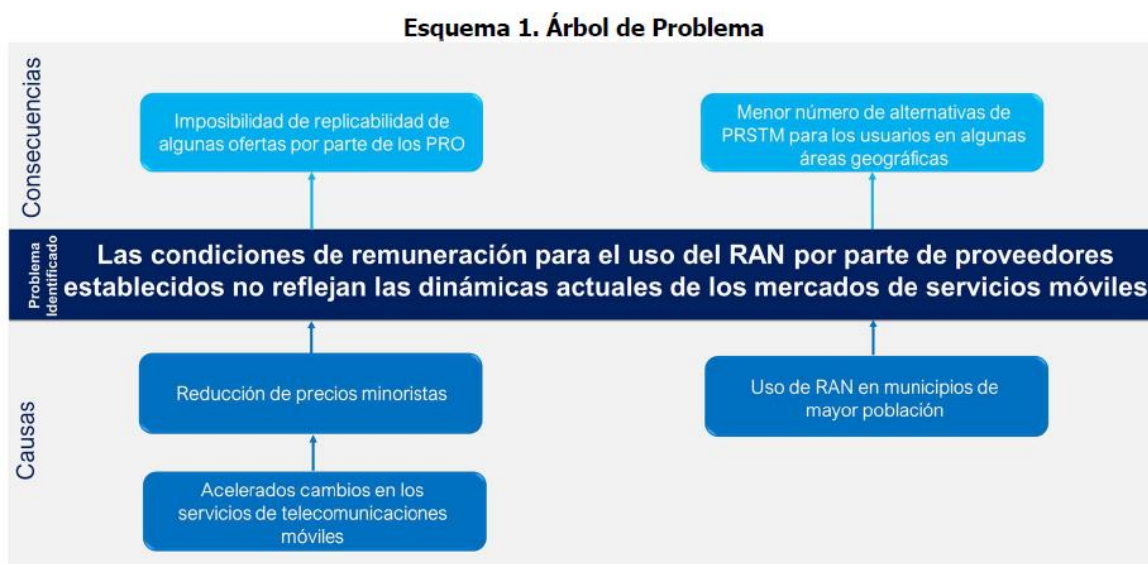 Esquema 1. Árbol de Problema
Consecuencias
Imposibilidad de replicabilidad de
algunas ofertas por parte de los PRO
Menor número de alternativas de
PRSTM para los usuarios en algunas
áreas geográficas
Problema
Identificado
Las condiciones de remuneración para el uso del RAN por parte de proveedores
establecidos no reflejan las dinámicas actuales de los mercados de servicios móviles
Causas
Reducción de precios minoristas
Uso de RAN en municipios de
mayor población
Acelerados cambios en los
servicios de telecomunicaciones
móviles